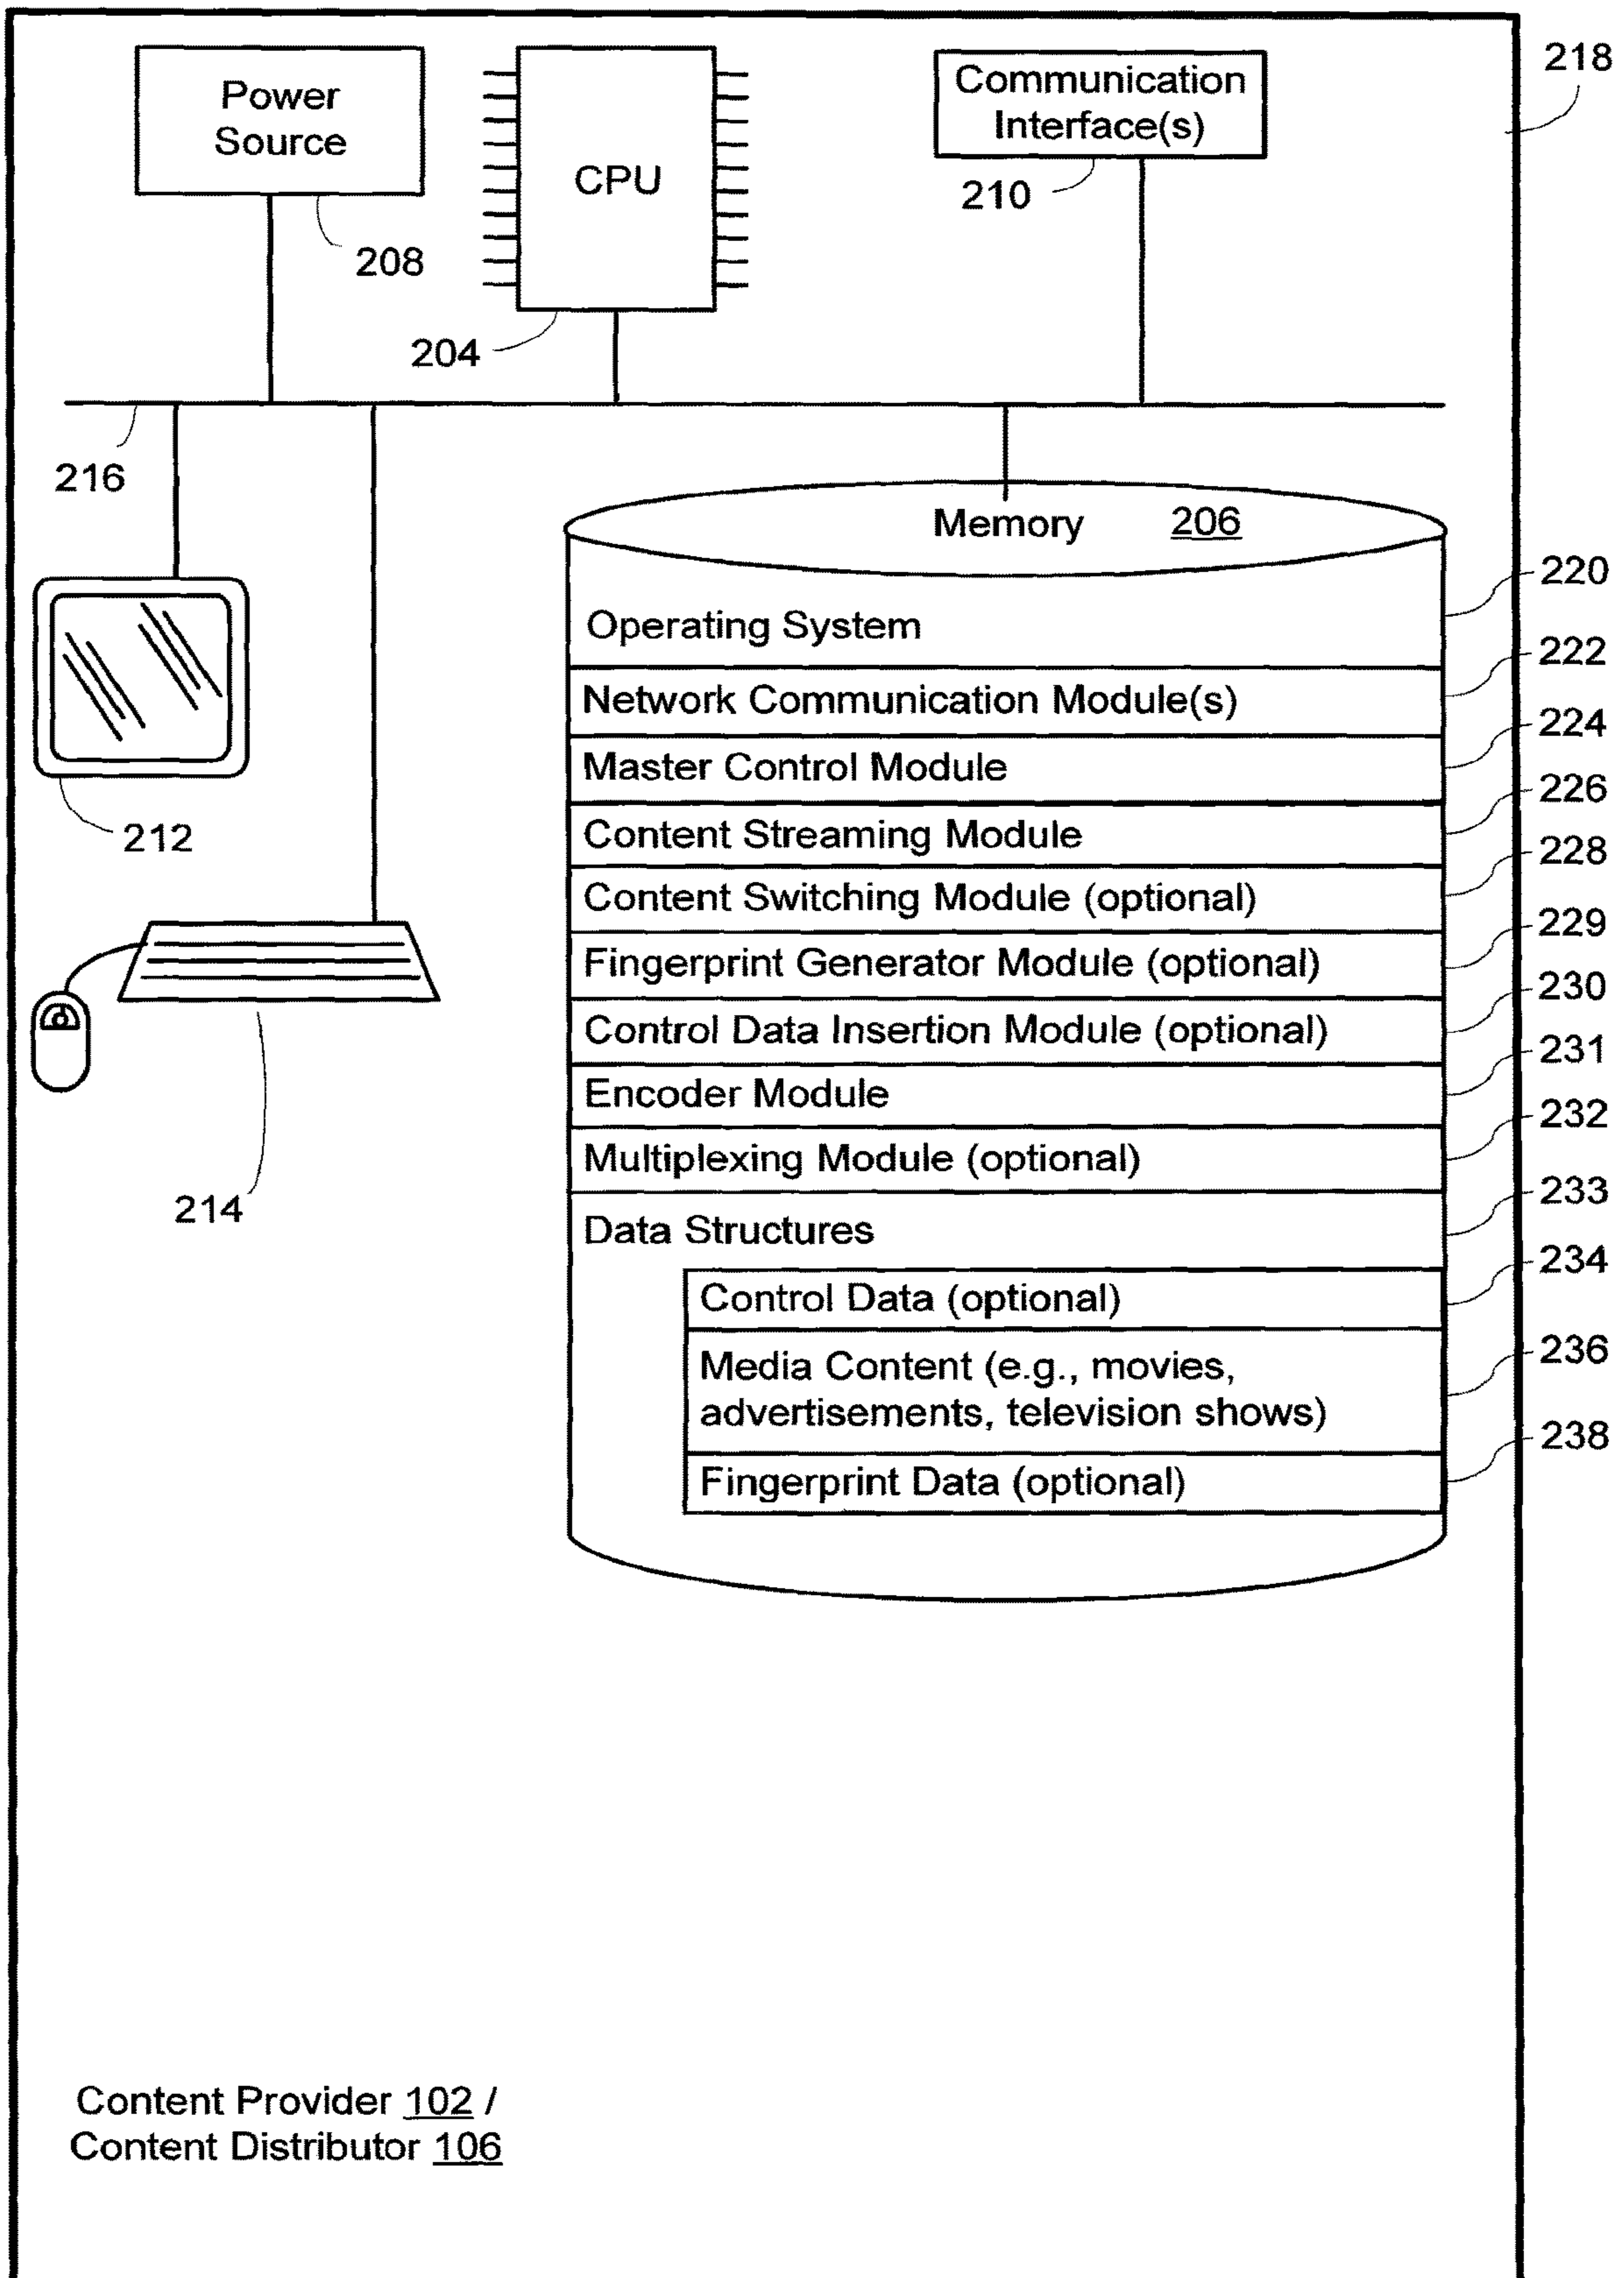 Power
Source
208
CPU
204
Communication
Interface(s)
210
218
216
212
214
Memory 206
Operating System
220
Network Communication Module(s)
222
Master Control Module
224
Content Streaming Module
226
Content Switching Module (optional)
228
Fingerprint Generator Module (optional)
229
Control Data Insertion Module (optional)
230
Encoder Module
231
Multiplexing Module (optional)
232
Data Structures
233
Control Data (optional)
234
Media Content (e.g., movies,
advertisements, television shows)
236
Fingerprint Data (optional)
238
Content Provider 102 /
Content Distributor 106